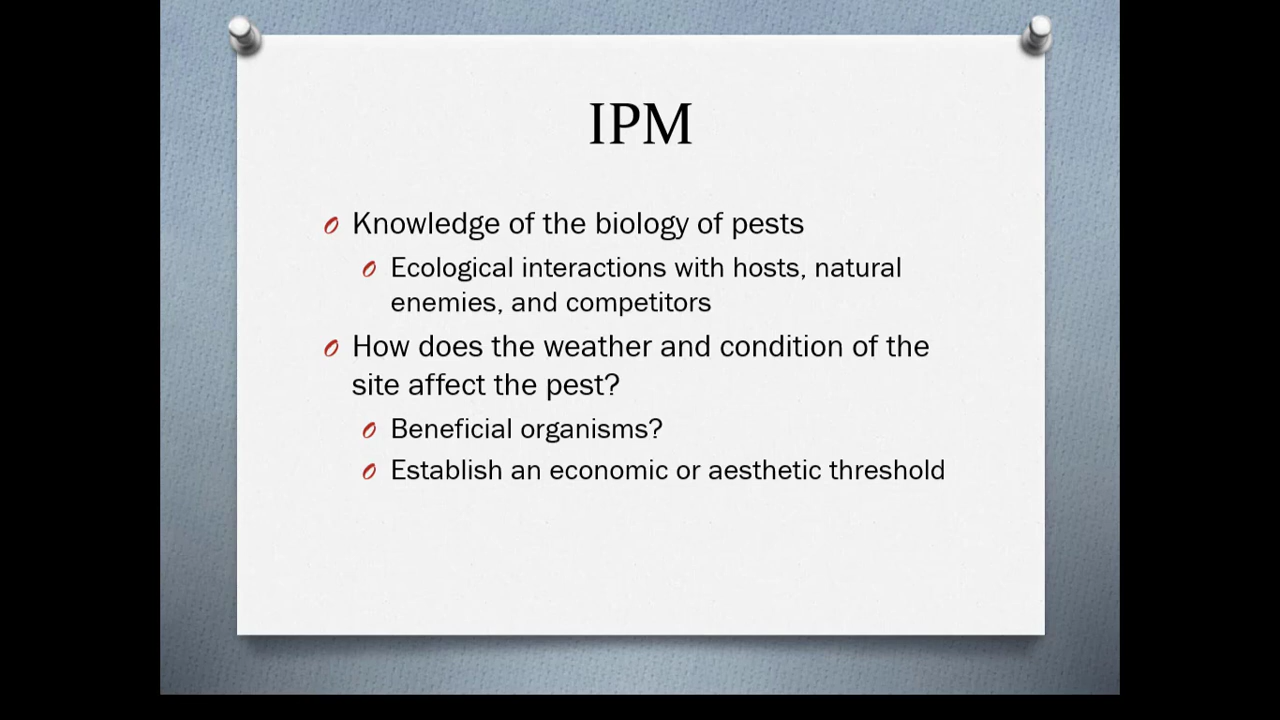 IPM
Knowledge of the biology of pests
Ecological interactions with hosts, natural
enemies, and competitors
How does the weather and condition of the
site affect the pest?
Beneficial organisms?
Establish an economic or aesthetic threshold